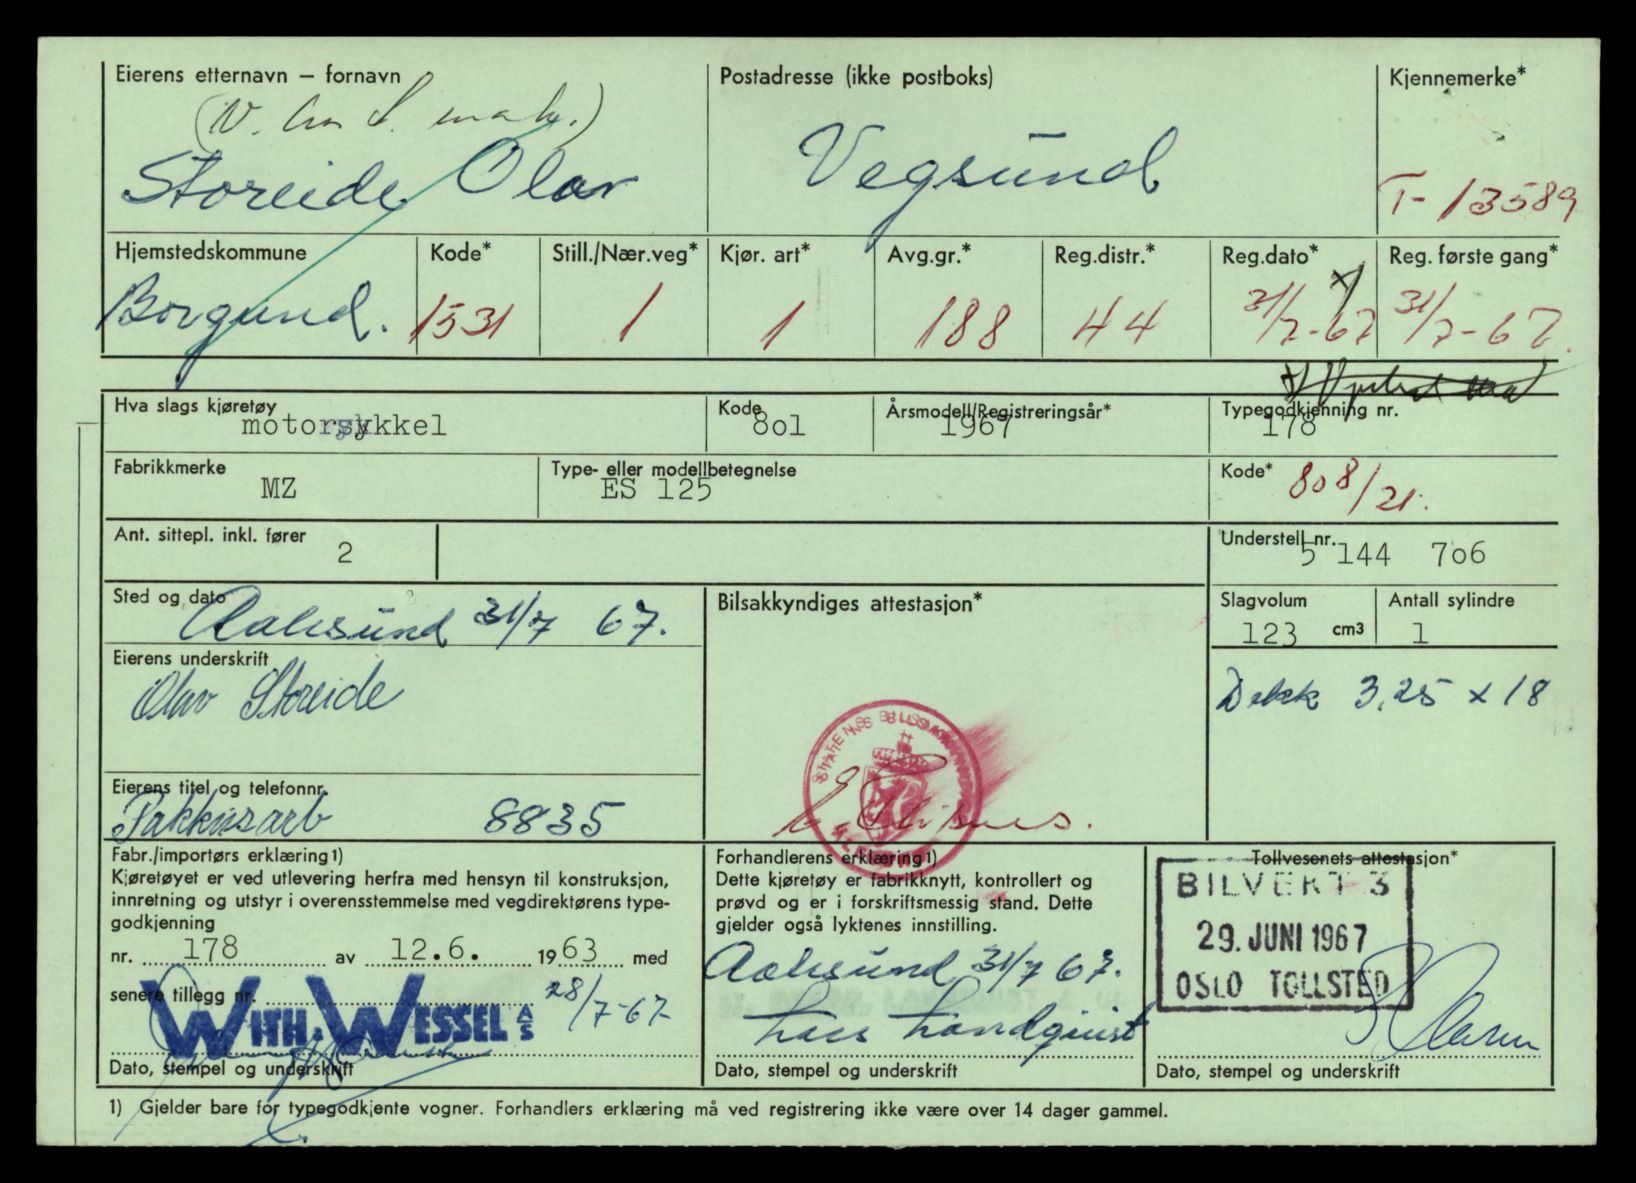 Eierens etternavn – fornavn
Postadresse (ikke postboks)
Kjennemerke*
Storeide Olav
Vegsund
T- 13589
Hjemstedskommune
Kode*
Still./Nær.veg*
Kjør. art*
Avg.gr.*
Reg.distr.*
Reg.dato*
Reg. første gang*
Borgund.
1531
1
1
188
44
31/7-67
31/7-67.
Hva slags kjøretøy
motorsykkel
Kode
8o1
Årsmodell/Registreringsår*
1967
Typegodkjenning nr.
178
Fabrikkmerke
MZ
Type- eller modellbetegnelse
ES 125
Kode*
808/21.
Ant. sittepl. inkl. fører
2
Understell nr.
5 144 7o6
Sted og dato
Aalesund 31/7 67.
Bilsakkyndiges attestasjon*
Slagvolum
123 cm3
Antall sylindre
1
Eierens underskrift
Olav Storeide
Dekk 3,25 x 18
STATENS BILSAKKYNDIGE
Eierens titel og telefonnr.
Pakkusarb 8835
Fabr./importørs erklæring1)
Kjøretøyet er ved utlevering herfra med hensyn til konstruksjon,
innretning og utstyr i overensstemmelse med vegdirektørens type-
godkjenning
nr. 178 av 12.6. 1963 med
senere tillegg nr.
28/7-67-
WITH & WESSEL A/S
Dato, stempel og underskrift
Forhandlerens erklæring1)
Dette kjøretøy er fabrikknytt, kontrollert og
prøvd og er i forskriftsmessig stand. Dette
gjelder også lyktenes innstilling.
Aalesund 31/7 67.
Lars Landquist
Dato, stempel og underskrift
Tollvesenets attestasjon*
BILVERT 3
29. JUNI 1967
OSLO TOLLSTED
Dato, stempel og underskrift
1) Gjelder bare for typegodkjente vogner. Forhandlers erklæring må ved registrering ikke være over 14 dager gammel.